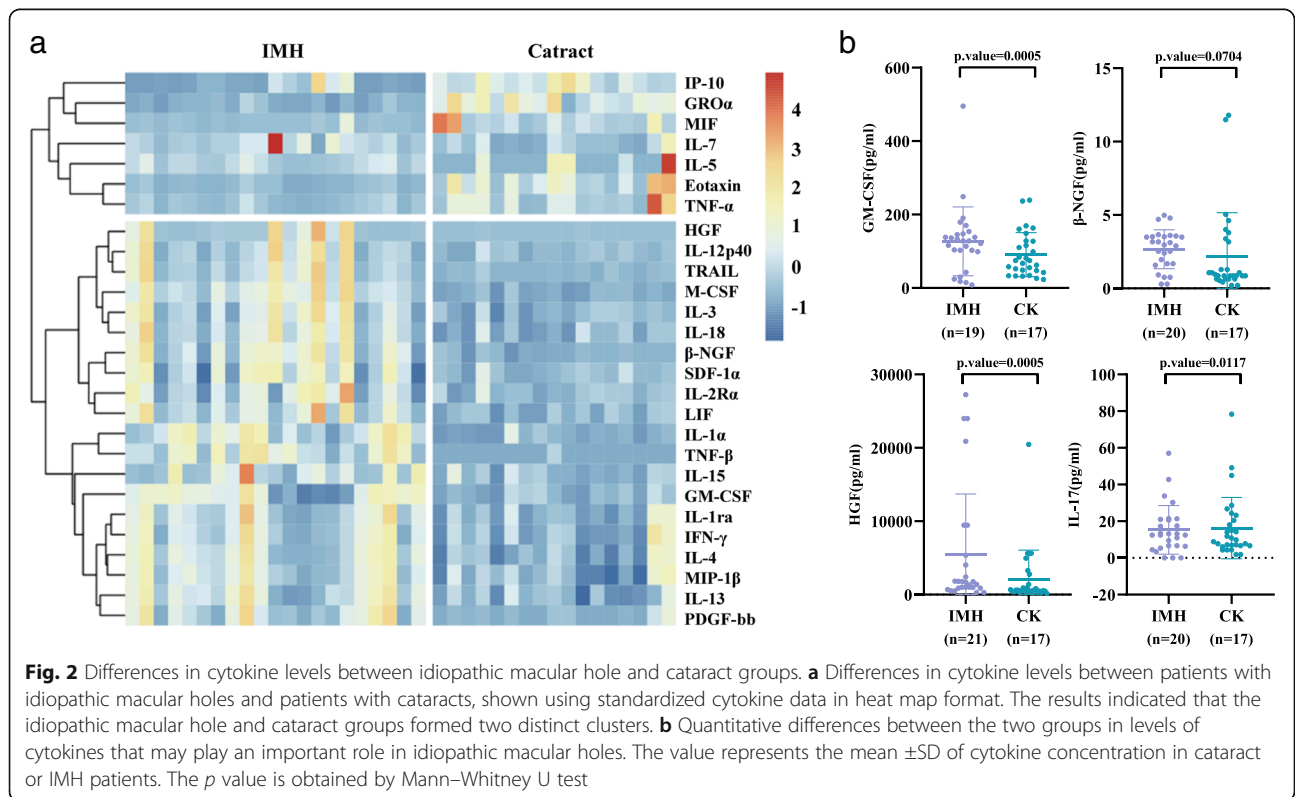 a
IMH
Catract
IP-10
GROα
MIF
IL-7
IL-5
Eotaxin
TNF-α
HGF
IL-12p40
TRAIL
M-CSF
IL-3
IL-18
β-NGF
SDF-1α
IL-2Rα
LIF
IL-1α
TNF-β
IL-15
GM-CSF
IL-1ra
IFN-γ
IL-4
MIP-1β
IL-13
PDGF-bb
4
3
2
1
0
-1
b
p.value=0.0005
GM-CSF(pg/ml)
600
400
200
0
IMH
CK
(n=19)
(n=17)
p.value=0.0704
β-NGF(pg/ml)
15
10
5
0
IMH
CK
(n=20)
(n=17)
p.value=0.0005
HGF(pg/ml)
30000
20000
10000
0
IMH
CK
(n=21)
(n=17)
p.value=0.0117
IL-17(pg/ml)
100
80
60
40
20
0
-20
IMH
CK
(n=20)
(n=17)
Fig. 2 Differences in cytokine levels between idiopathic macular hole and cataract groups. a Differences in cytokine levels between patients with
idiopathic macular holes and patients with cataracts, shown using standardized cytokine data in heat map format. The results indicated that the
idiopathic macular hole and cataract groups formed two distinct clusters. b Quantitative differences between the two groups in levels of
cytokines that may play an important role in idiopathic macular holes. The value represents the mean ±SD of cytokine concentration in cataract
or IMH patients. The p value is obtained by Mann–Whitney U test